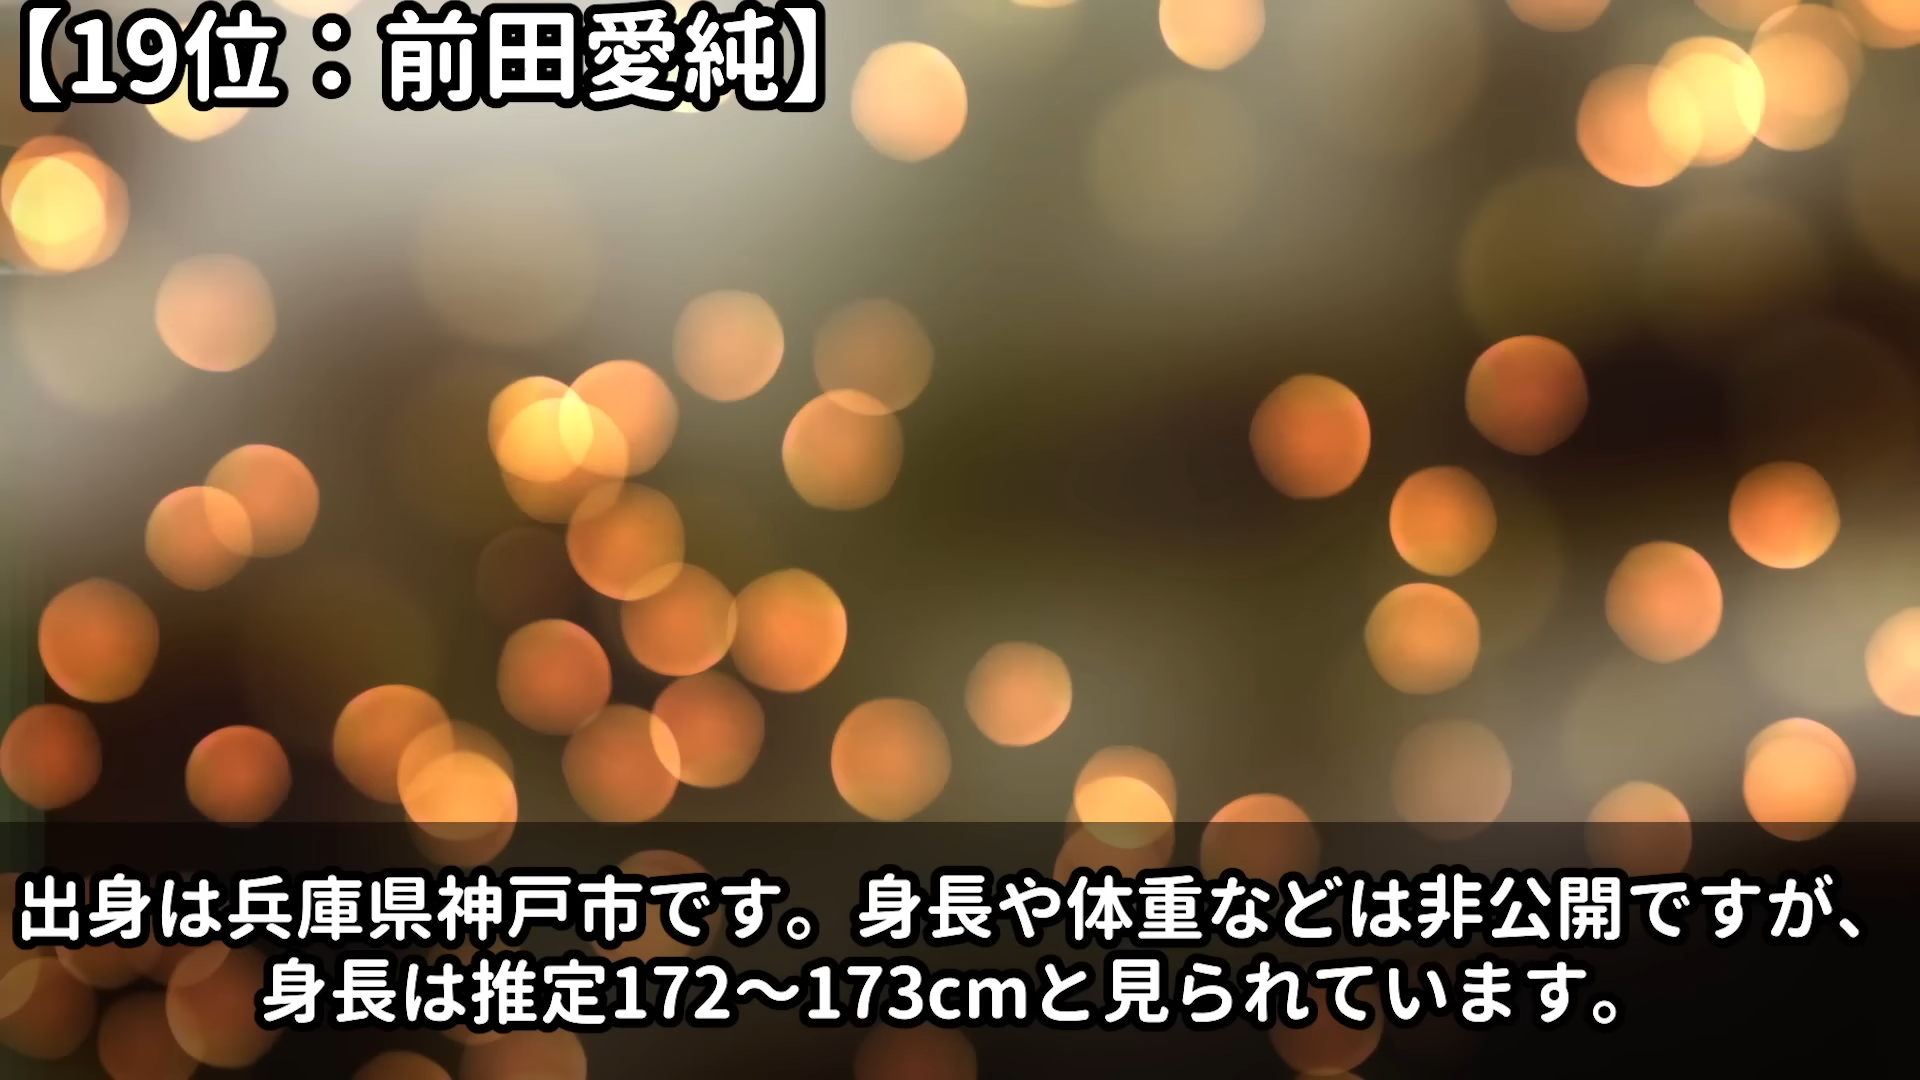 【19位：前田愛純】
出身は兵庫県神戸市です。身長や体重などは非公開ですが、
身長は推定172～173cmと見られています。